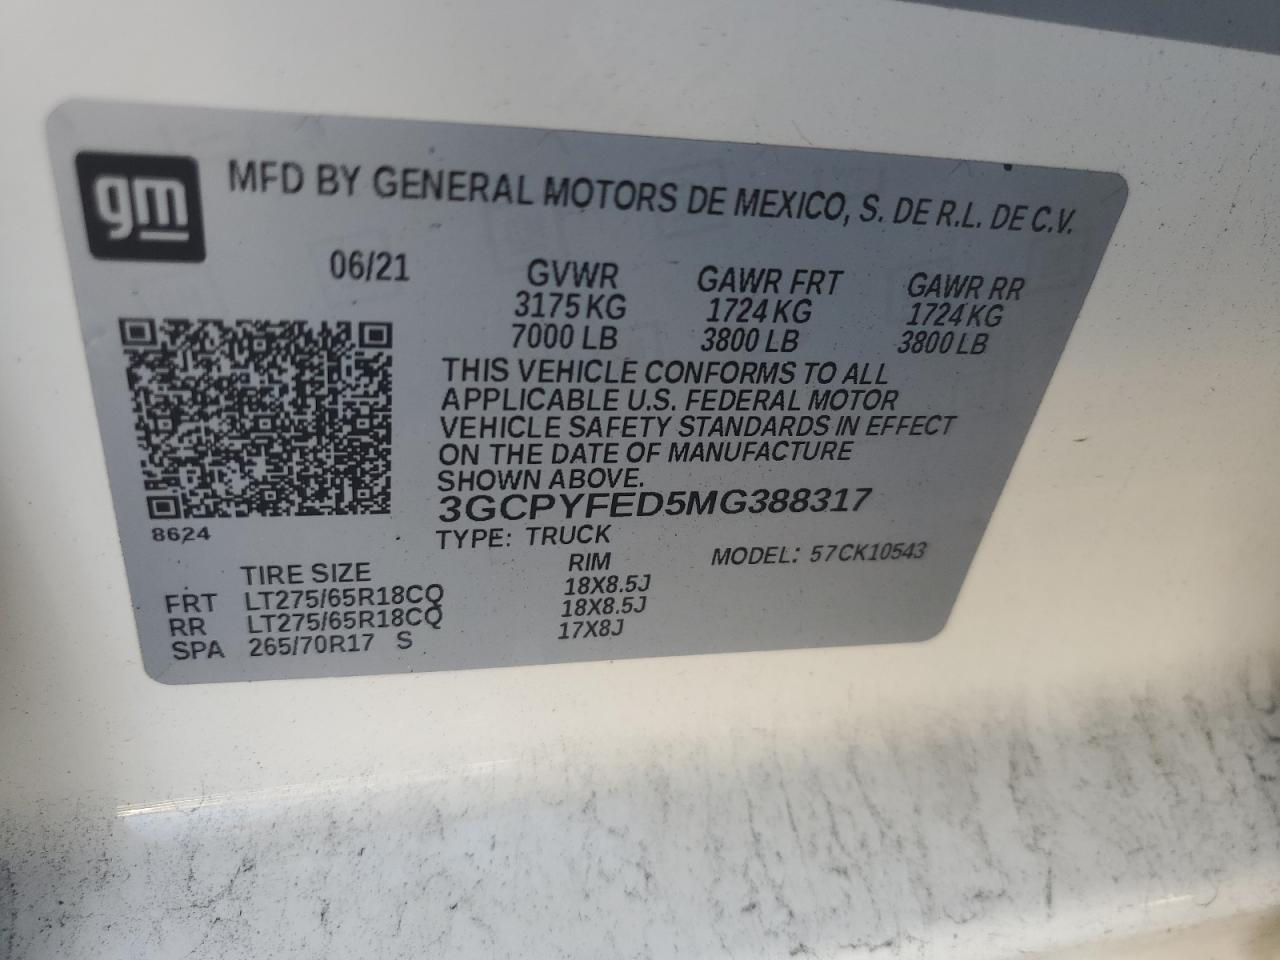 gm
MFD BY GENERAL MOTORS DE MEXICO, S. DE R.L. DE C.V.
06/21 GVWR GAWR FRT GAWR RR
3175 KG 1724 KG 1724 KG
7000 LB 3800 LB 3800 LB
THIS VEHICLE CONFORMS TO ALL
APPLICABLE U.S. FEDERAL MOTOR
VEHICLE SAFETY STANDARDS IN EFFECT
ON THE DATE OF MANUFACTURE
SHOWN ABOVE.
3GCPYFED5MG388317
8624
TYPE: TRUCK MODEL: 57CK10543
TIRE SIZE RIM
FRT LT275/65R18CQ 18X8.5J
RR LT275/65R18CQ 18X8.5J
SPA 265/70R17 S 17X8J